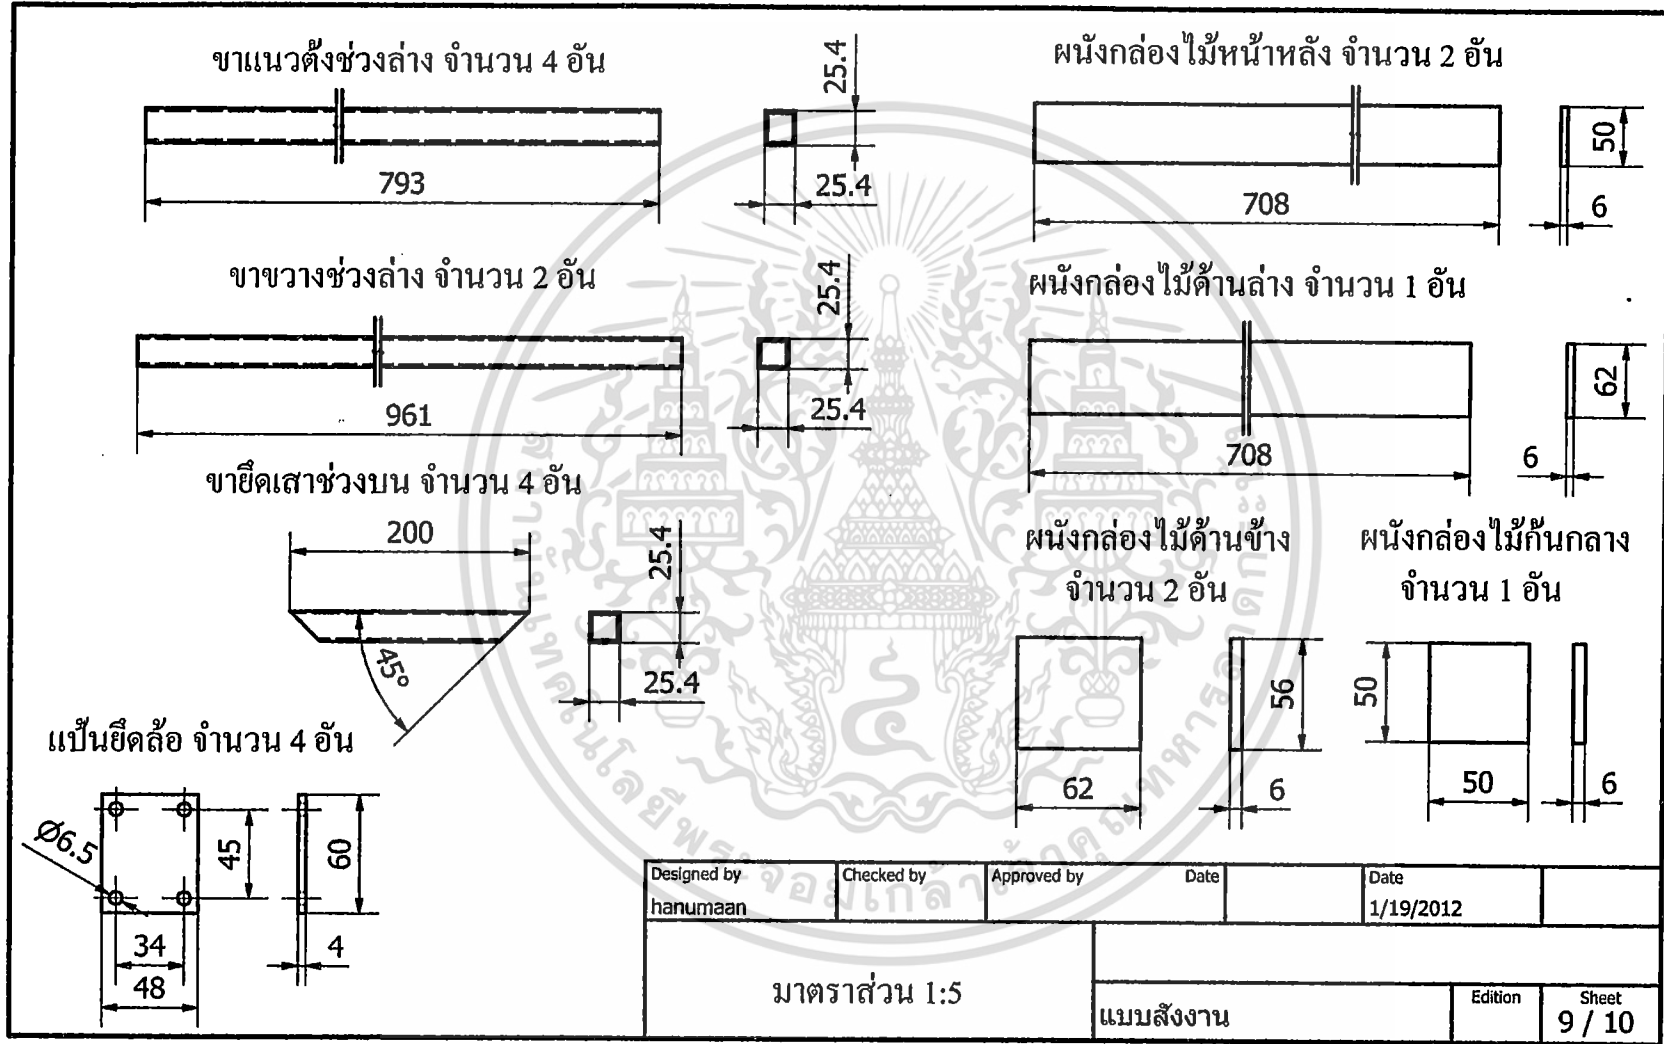 ขาแนวตั้งช่วงล่าง จำนวน 4 อัน
793
25.4
25.4
ผนังกล่องไม้หน้าหลัง จำนวน 2 อัน
708
50
6
ขาขวางช่วงล่าง จำนวน 2 อัน
961
25.4
25.4
ผนังกล่องไม้ด้านล่าง จำนวน 1 อัน
708
62
6
ขายึดเสาช่วงบน จำนวน 4 อัน
200
45°
25.4
25.4
ผนังกล่องไม้ด้านข้าง
จำนวน 2 อัน
62
56
6
ผนังกล่องไม้กั้นกลาง
จำนวน 1 อัน
50
50
6
แป้นยึดล้อ จำนวน 4 อัน
Ø6.5
45
60
34
48
4
Designed by
hanumaan
Checked by
Approved by
Date
Date
1/19/2012
มาตราส่วน 1:5
แบบสั่งงาน
Edition
Sheet
9 / 10